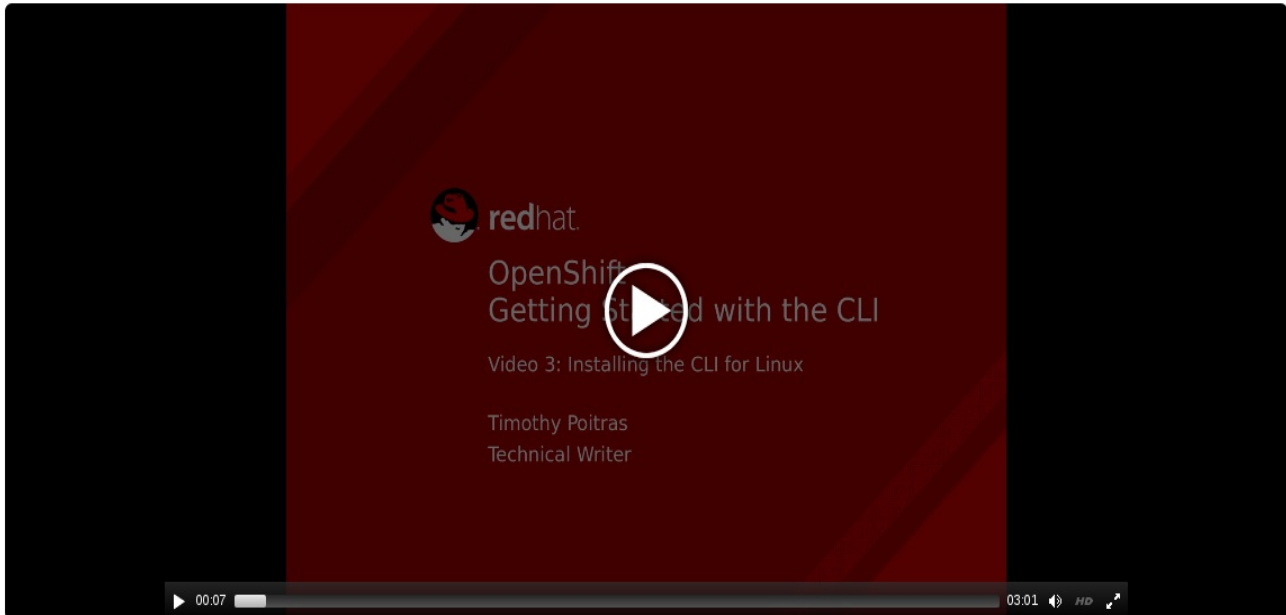 redhat.
OpenShift
Getting Started with the CLI
Video 3: Installing the CLI for Linux
Timothy Poitras
Technical Writer
00:07
03:01
HD